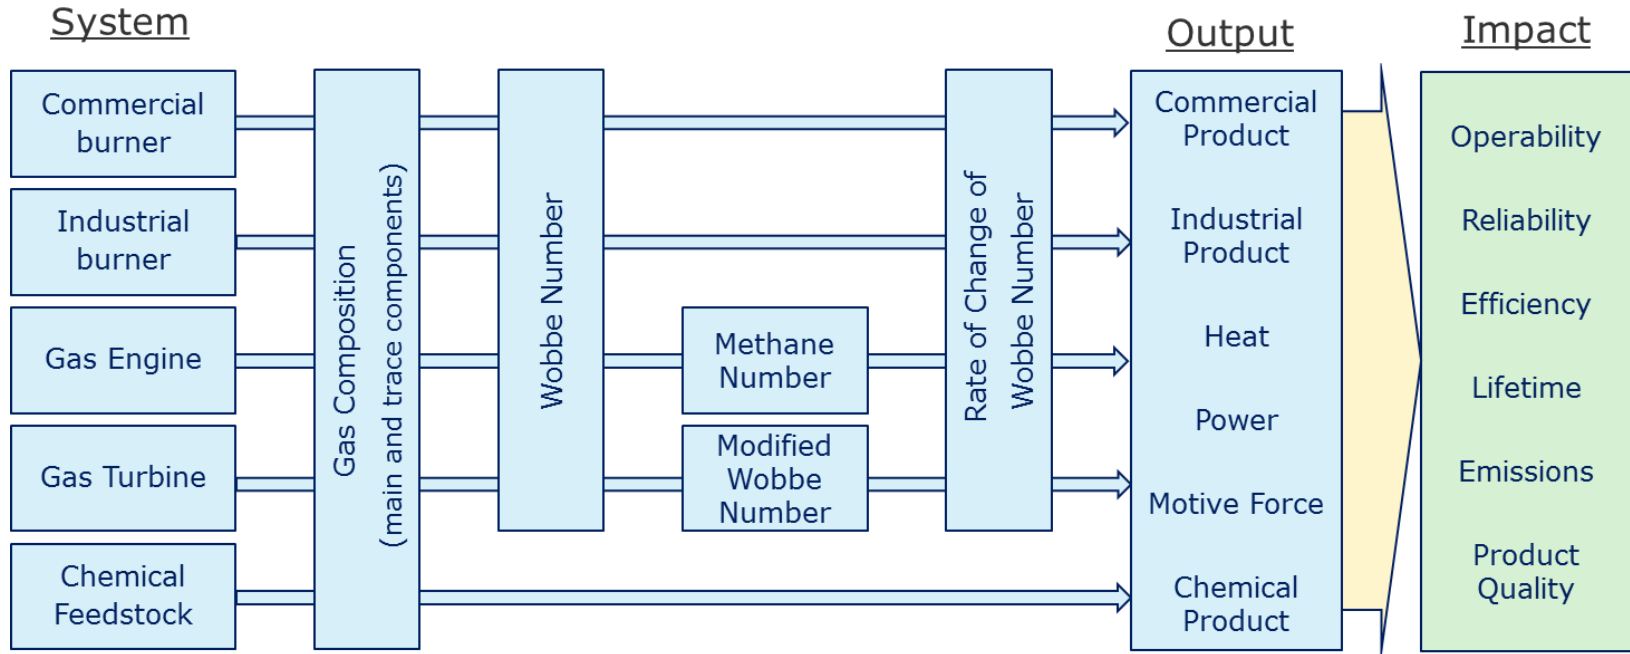 System
Commercial
burner
Industrial
burner
Gas Engine
Gas Turbine
Chemical
Feedstock
Gas Composition
(main and trace components)
Wobbe Number
Methane
Number
Modified
Wobbe
Number
Rate of Change of
Wobbe Number
Output
Commercial
Product
Industrial
Product
Heat
Power
Motive Force
Chemical
Product
Impact
Operability
Reliability
Efficiency
Lifetime
Emissions
Product
Quality